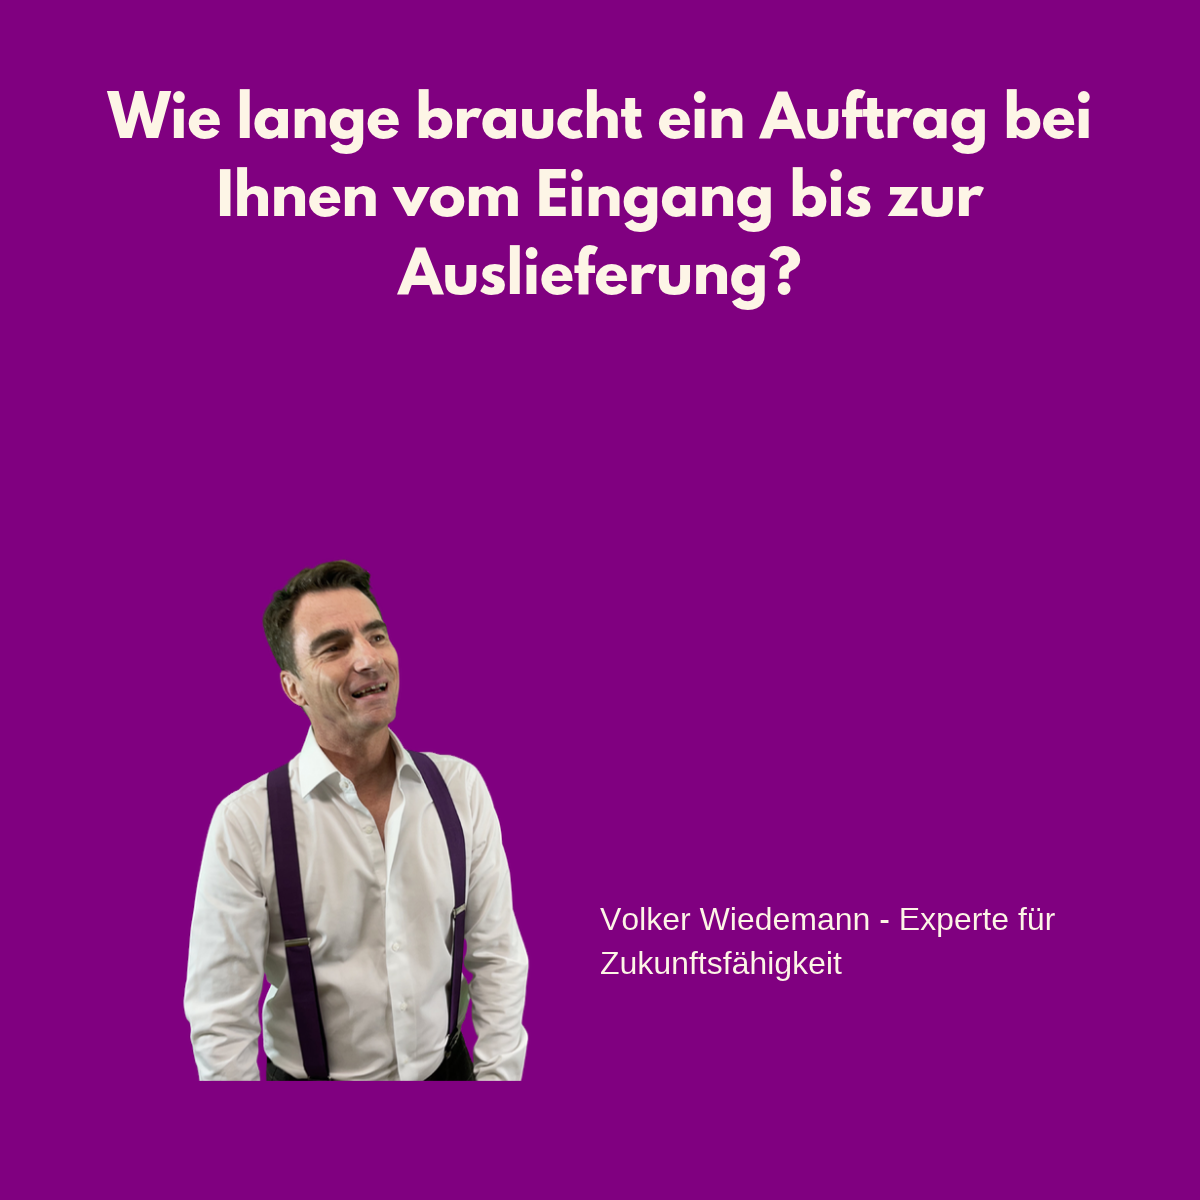 Wie lange braucht ein Auftrag bei
Ihnen vom Eingang bis zur
Auslieferung?
Volker Wiedemann - Experte für
Zukunftsfähigkeit